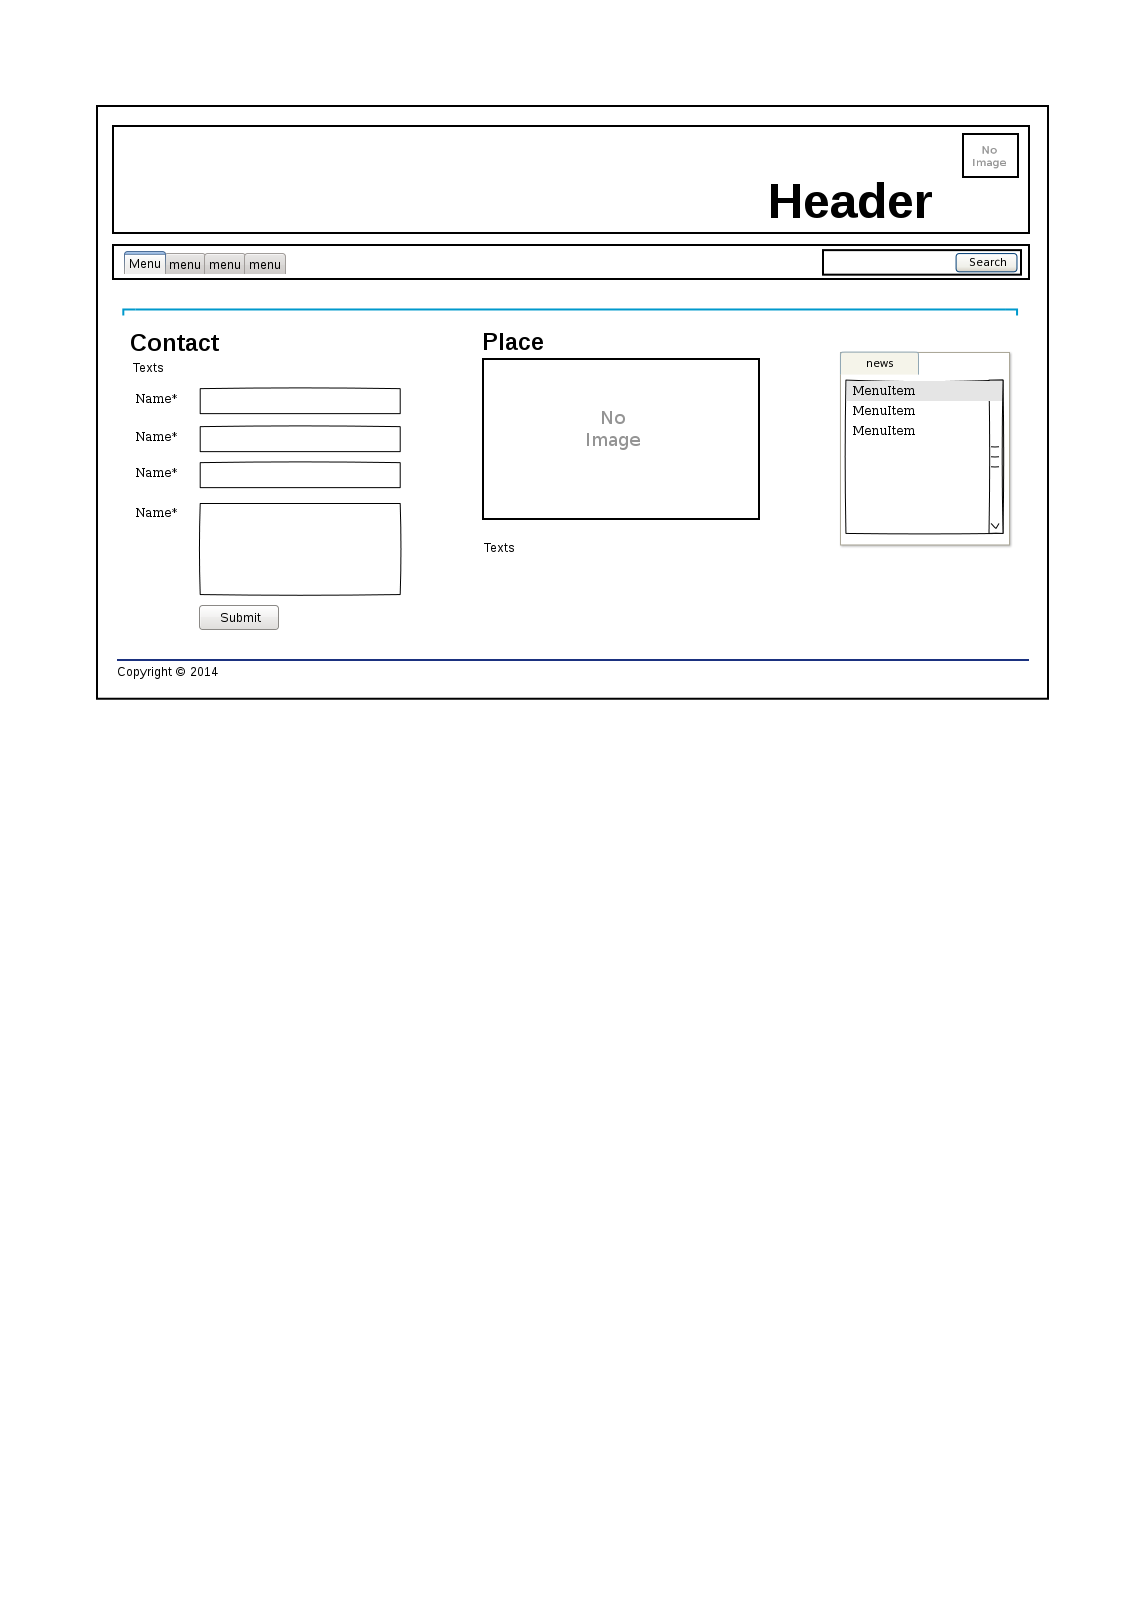 No
Image
Header
Menu menu menu menu
Search
Contact
Texts
Name*
Name*
Name*
Name*
Submit
Place
No
Image
Texts
news
MenuItem
MenuItem
MenuItem
Copyright © 2014